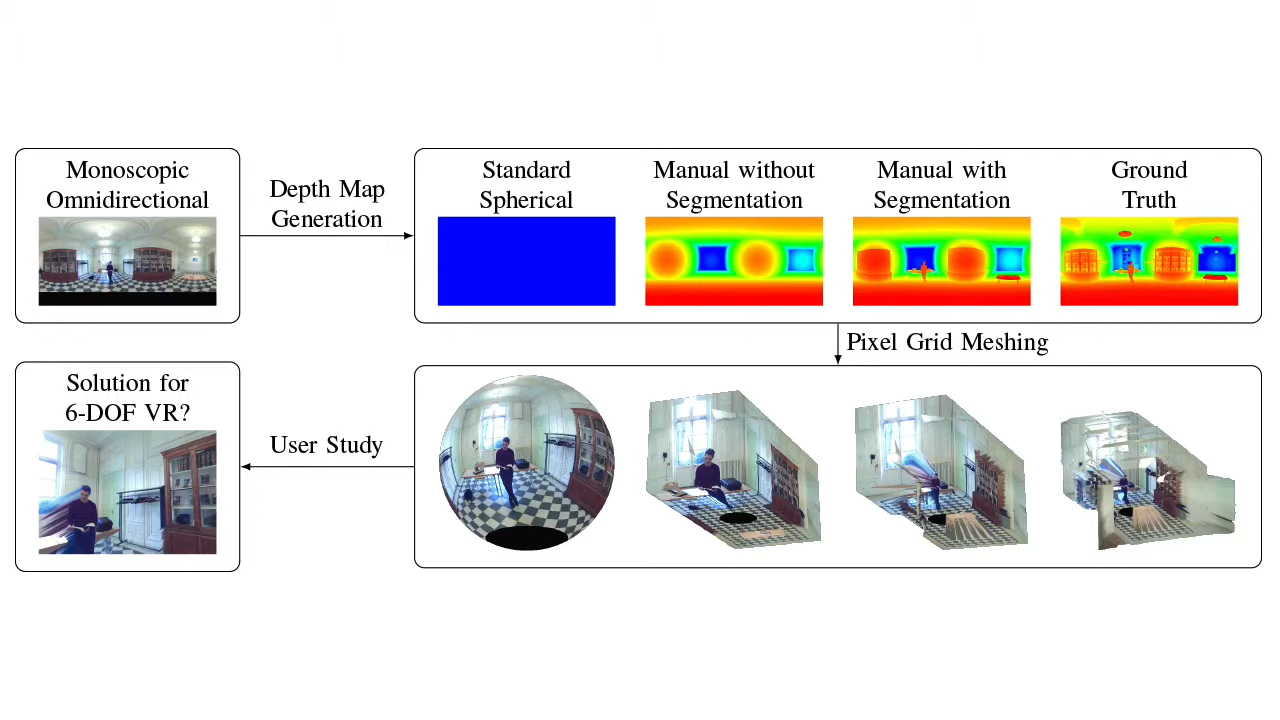 Monoscopic
Omnidirectional
Depth Map
Generation
Standard
Spherical
Manual without
Segmentation
Manual with
Segmentation
Ground
Truth
Pixel Grid Meshing
Solution for
6-DOF VR?
User Study